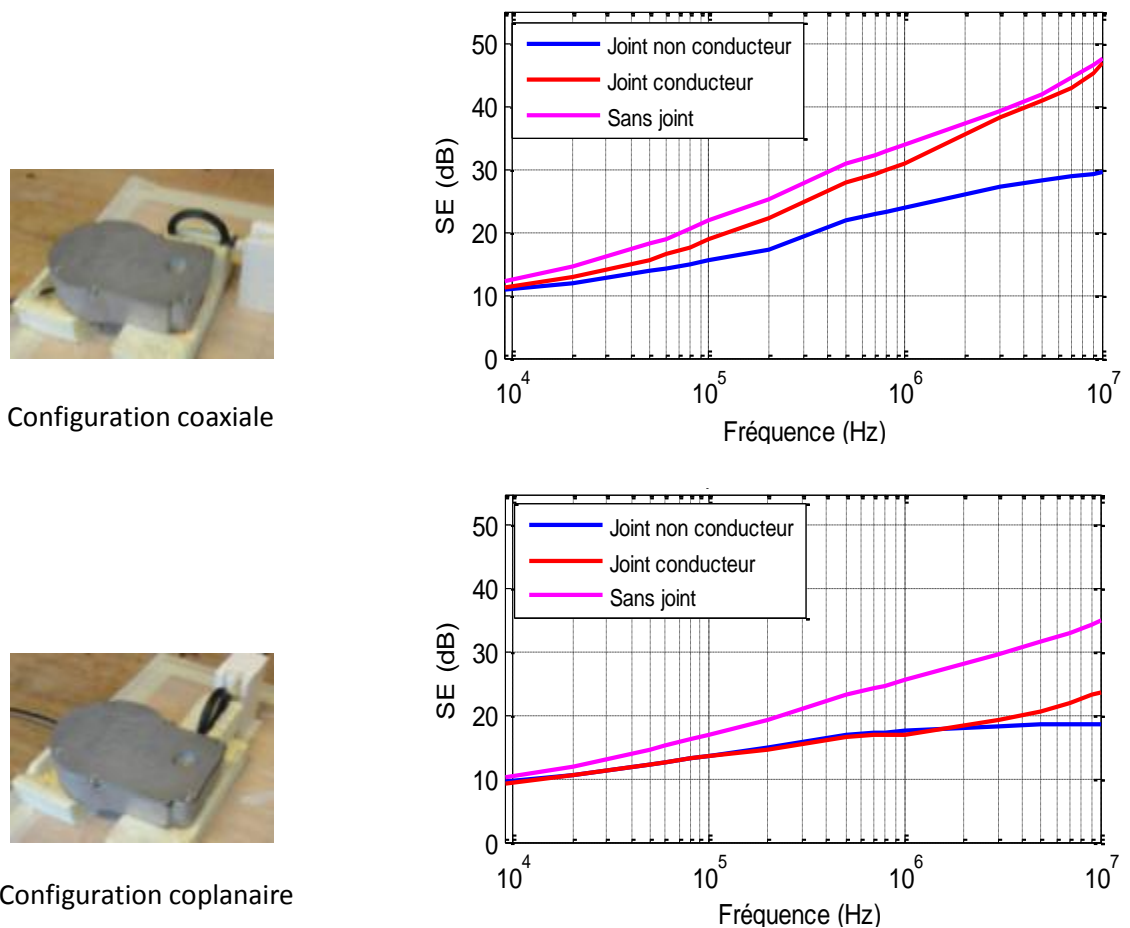 50
40
30
20
10
0
SE (dB)
Joint non conducteur
Joint conducteur
Sans joint
10^4
10^5
10^6
10^7
Fréquence (Hz)
Configuration coaxiale
50
40
30
20
10
0
SE (dB)
Joint non conducteur
Joint conducteur
Sans joint
10^4
10^5
10^6
10^7
Fréquence (Hz)
Configuration coplanaire